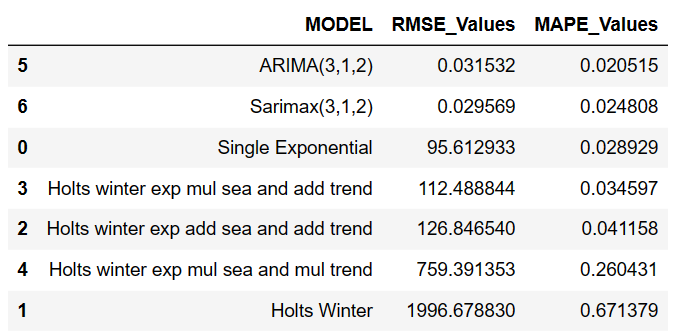 MODEL RMSE_Values MAPE_Values
5 ARIMA(3,1,2) 0.031532 0.020515
6 Sarimax(3,1,2) 0.029569 0.024808
0 Single Exponential 95.612933 0.028929
3 Holts winter exp mul sea and add trend 112.488844 0.034597
2 Holts winter exp add sea and add trend 126.846540 0.041158
4 Holts winter exp mul sea and mul trend 759.391353 0.260431
1 Holts Winter 1996.678830 0.671379